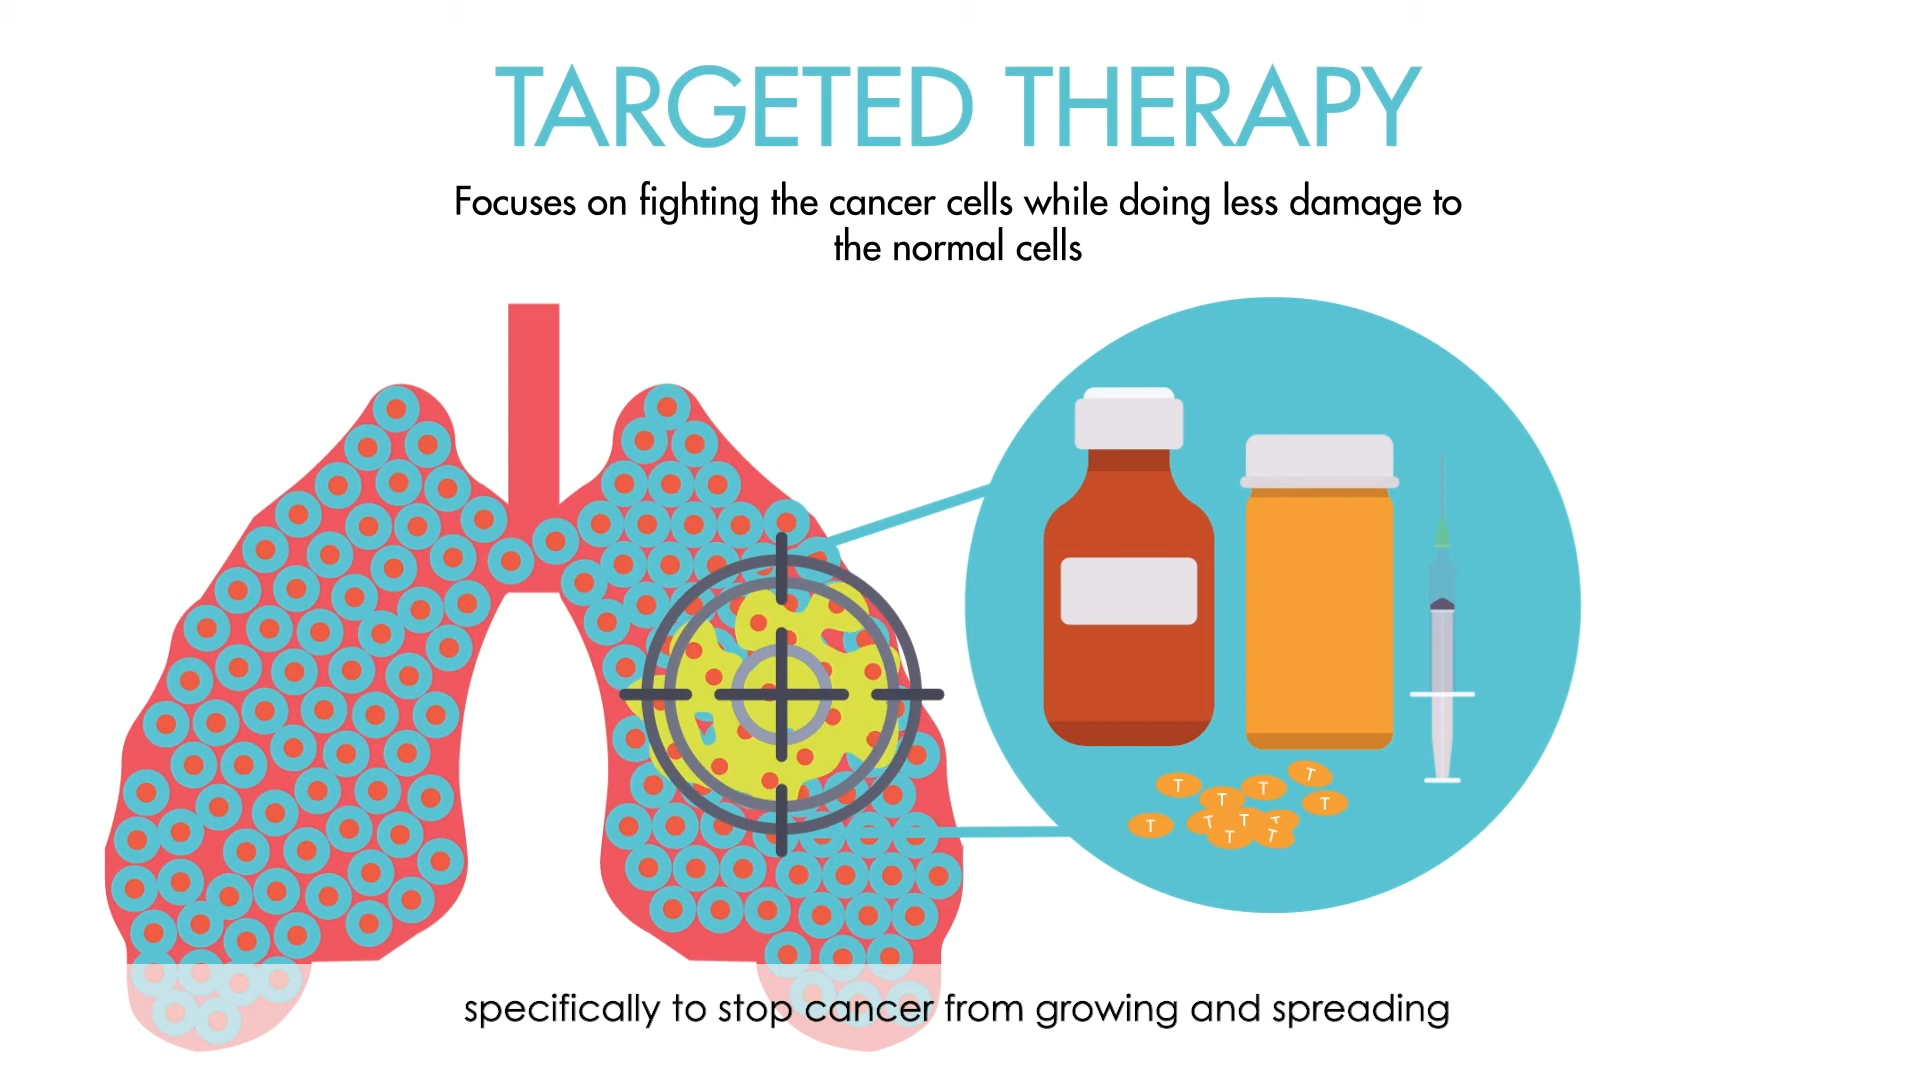 TARGETED THERAPY
Focuses on fighting the cancer cells while doing less damage to
the normal cells
T
T
T
T
T
T
T
T
T
T
T
specifically to stop cancer from growing and spreading